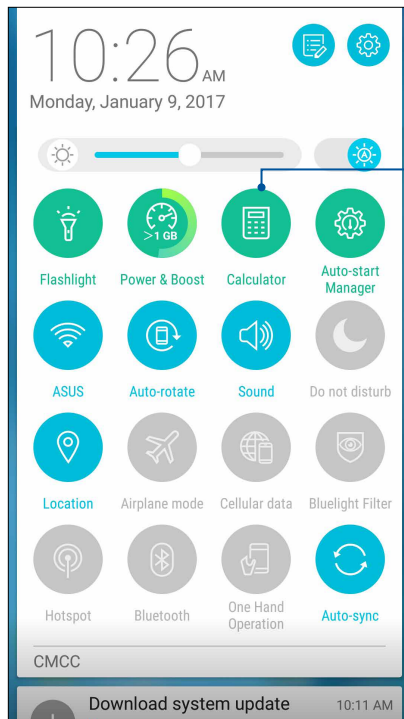 10:26 AM
Monday, January 9, 2017
A
>1 GB
Flashlight Power & Boost Calculator Auto-start Manager
ASUS Auto-rotate Sound Do not disturb
Location Airplane mode Cellular data Bluelight Filter
Hotspot Bluetooth One Hand Operation Auto-sync
CMCC
Download system update 10:11 AM